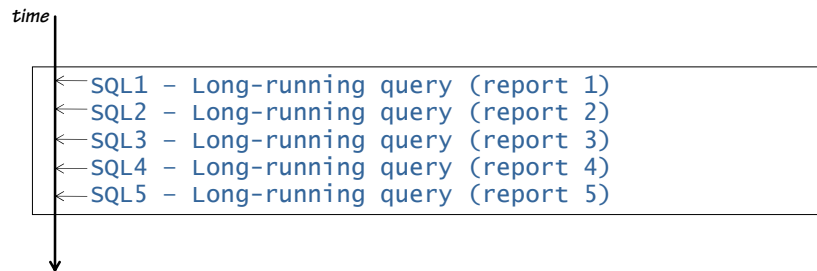 time
SQL1 – Long-running query (report 1)
SQL2 – Long-running query (report 2)
SQL3 – Long-running query (report 3)
SQL4 – Long-running query (report 4)
SQL5 – Long-running query (report 5)